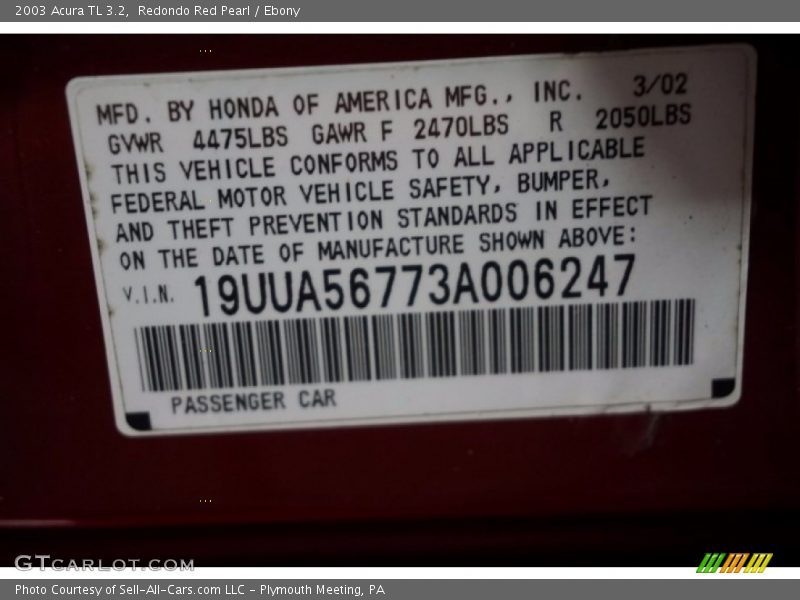 2003 Acura TL 3.2,  Redondo Red Pearl / Ebony
MFD. BY HONDA OF AMERICA MFG., INC. 3/02
GVWR 4475LBS GAWR F 2470LBS R 2050LBS
THIS VEHICLE CONFORMS TO ALL APPLICABLE
FEDERAL MOTOR VEHICLE SAFETY, BUMPER,
AND THEFT PREVENTION STANDARDS IN EFFECT
ON THE DATE OF MANUFACTURE SHOWN ABOVE:
V.I.N. 19UUA56773A006247
PASSENGER CAR
GTCARLOT.COM
Photo Courtesy of Sell-All-Cars.com LLC - Plymouth Meeting, PA